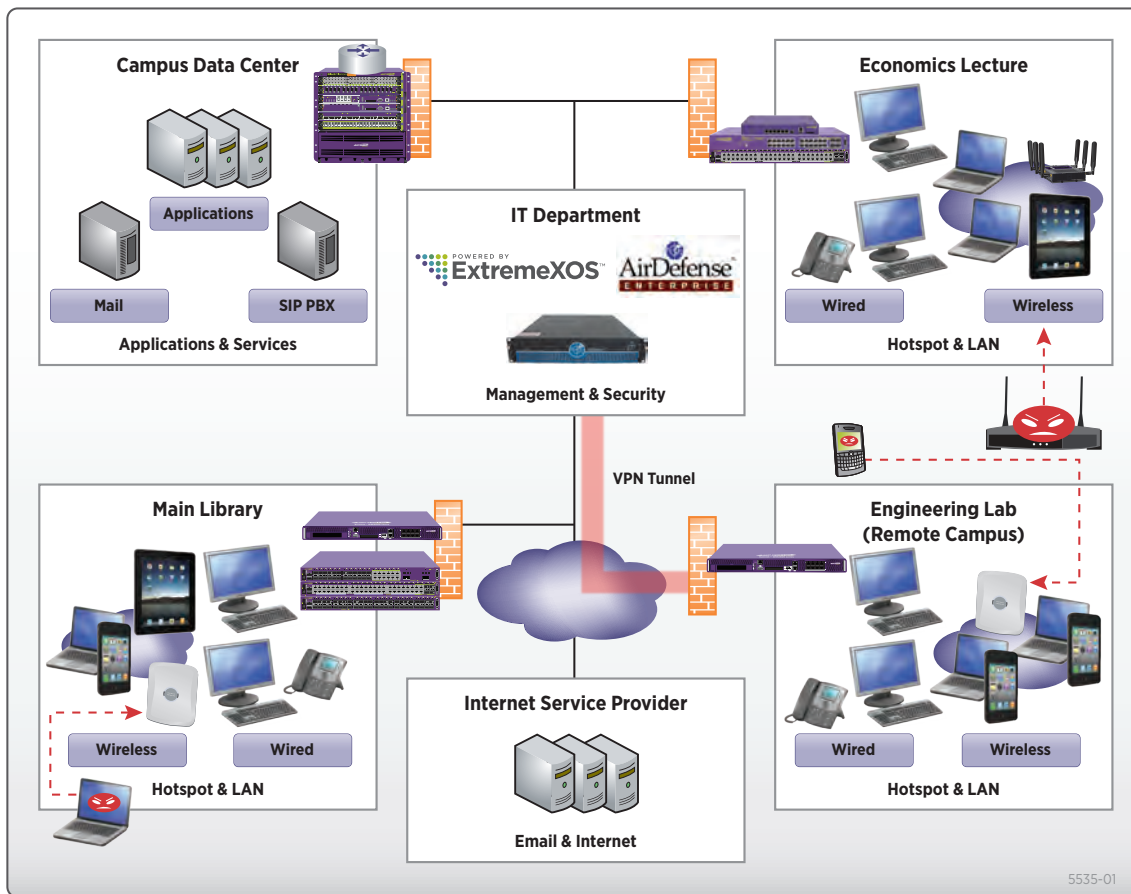 Campus Data Center
Applications
Mail
SIP PBX
Applications & Services
IT Department
POWERED BY
ExtremeXOS™
AirDefense™
ENTERPRISE
Management & Security
Economics Lecture
Wired
Wireless
Hotspot & LAN
VPN Tunnel
Main Library
Wireless
Wired
Hotspot & LAN
Internet Service Provider
Email & Internet
Engineering Lab
(Remote Campus)
Wired
Wireless
Hotspot & LAN
5535-01